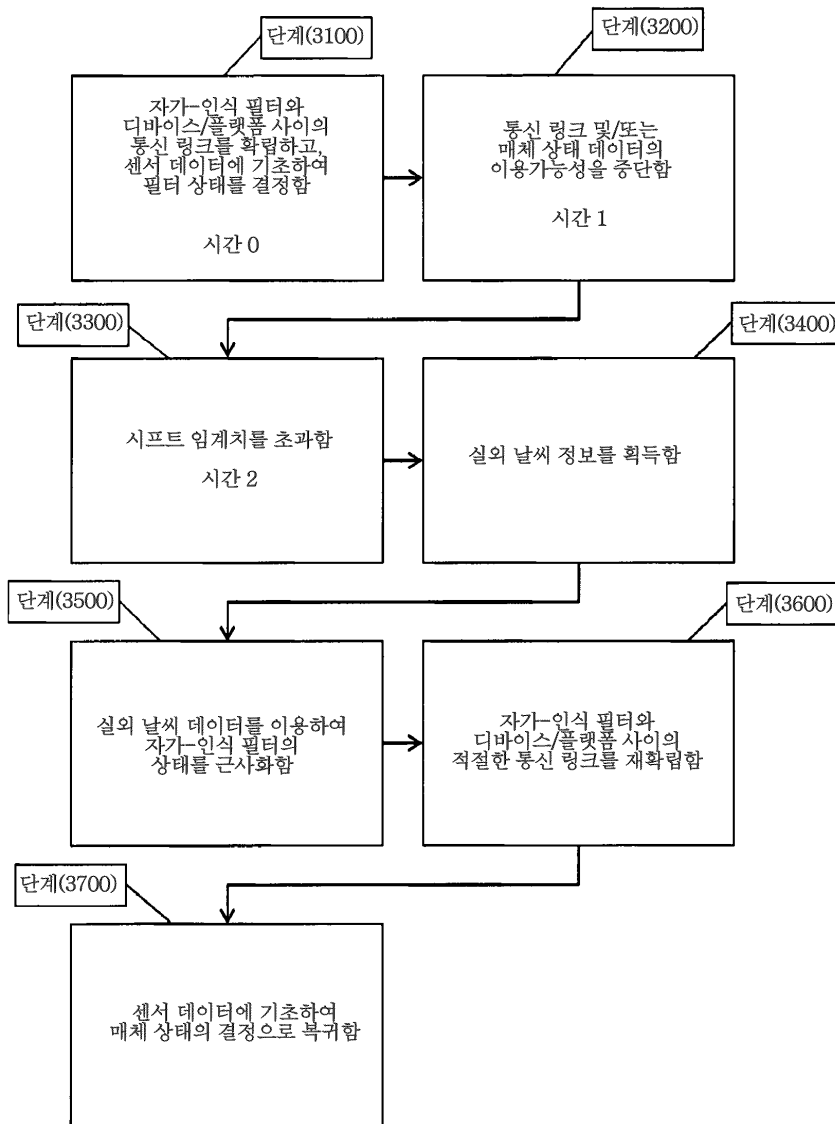 단계(3100)
자가-인식 필터와
디바이스/플랫폼 사이의
통신 링크를 확립하고,
센서 데이터에 기초하여
필터 상태를 결정함
시간 0
단계(3200)
통신 링크 및/또는
매체 상태 데이터의
이용가능성을 중단함
시간 1
단계(3300)
시프트 임계치를 초과함
시간 2
단계(3400)
실외 날씨 정보를 획득함
단계(3500)
실외 날씨 데이터를 이용하여
자가-인식 필터의
상태를 근사화함
단계(3600)
자가-인식 필터와
디바이스/플랫폼 사이의
적절한 통신 링크를 재확립함
단계(3700)
센서 데이터에 기초하여
매체 상태의 결정으로 복귀함